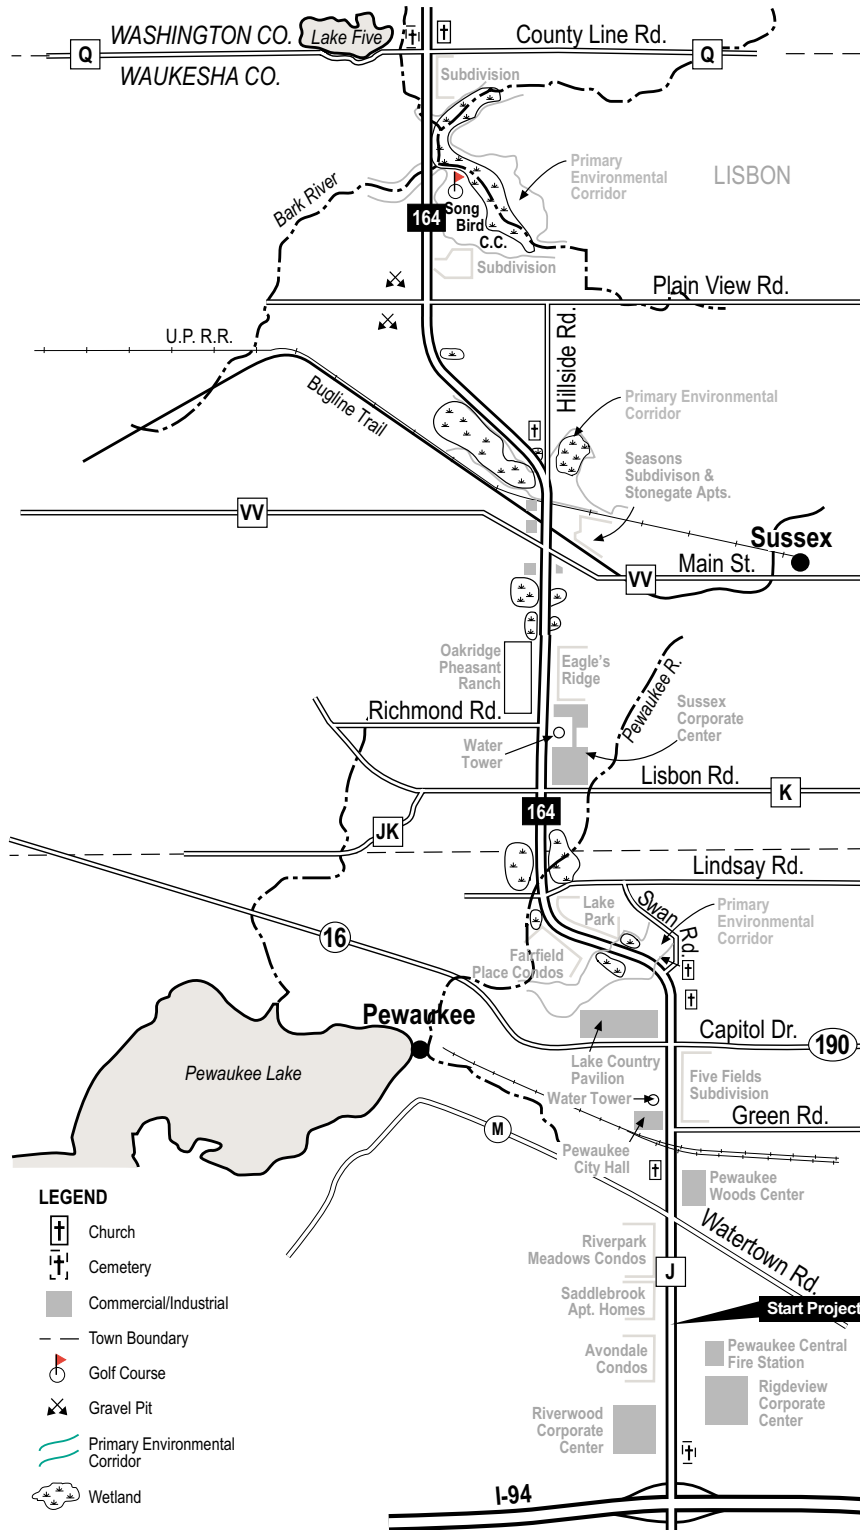 WASHINGTON CO.
Lake Five
County Line Rd.
Q
Q
WAUKESHA CO.
Subdivision
Primary
Environmental
Corridor
LISBON
Bark River
Song
Bird
C.C.
164
Subdivision
Plain View Rd.
U.P. R.R.
Hillside Rd.
Bugline Trail
Primary Environmental
Corridor
Seasons
Subdivison &
Stonegate Apts.
VV
Sussex
Main St.
VV
Oakridge
Pheasant
Ranch
Eagle's
Ridge
Pewaukee R.
Richmond Rd.
Sussex
Corporate
Center
Water
Tower
Lisbon Rd.
K
164
JK
Lindsay Rd.
Lake
Park
Swan Rd.
Primary
Environmental
Corridor
16
Fairfield
Place Condos
Pewaukee
Capitol Dr.
190
Pewaukee Lake
Lake Country
Pavilion
Five Fields
Subdivision
Water Tower
Green Rd.
M
Pewaukee
City Hall
Pewaukee
Woods Center
Watertown Rd.
Riverpark
Meadows Condos
J
Saddlebrook
Apt. Homes
Start Project
Avondale
Condos
Pewaukee Central
Fire Station
Rigdeview
Corporate
Center
Riverwood
Corporate
Center
I-94
LEGEND
Church
Cemetery
Commercial/Industrial
Town Boundary
Golf Course
Gravel Pit
Primary Environmental
Corridor
Wetland